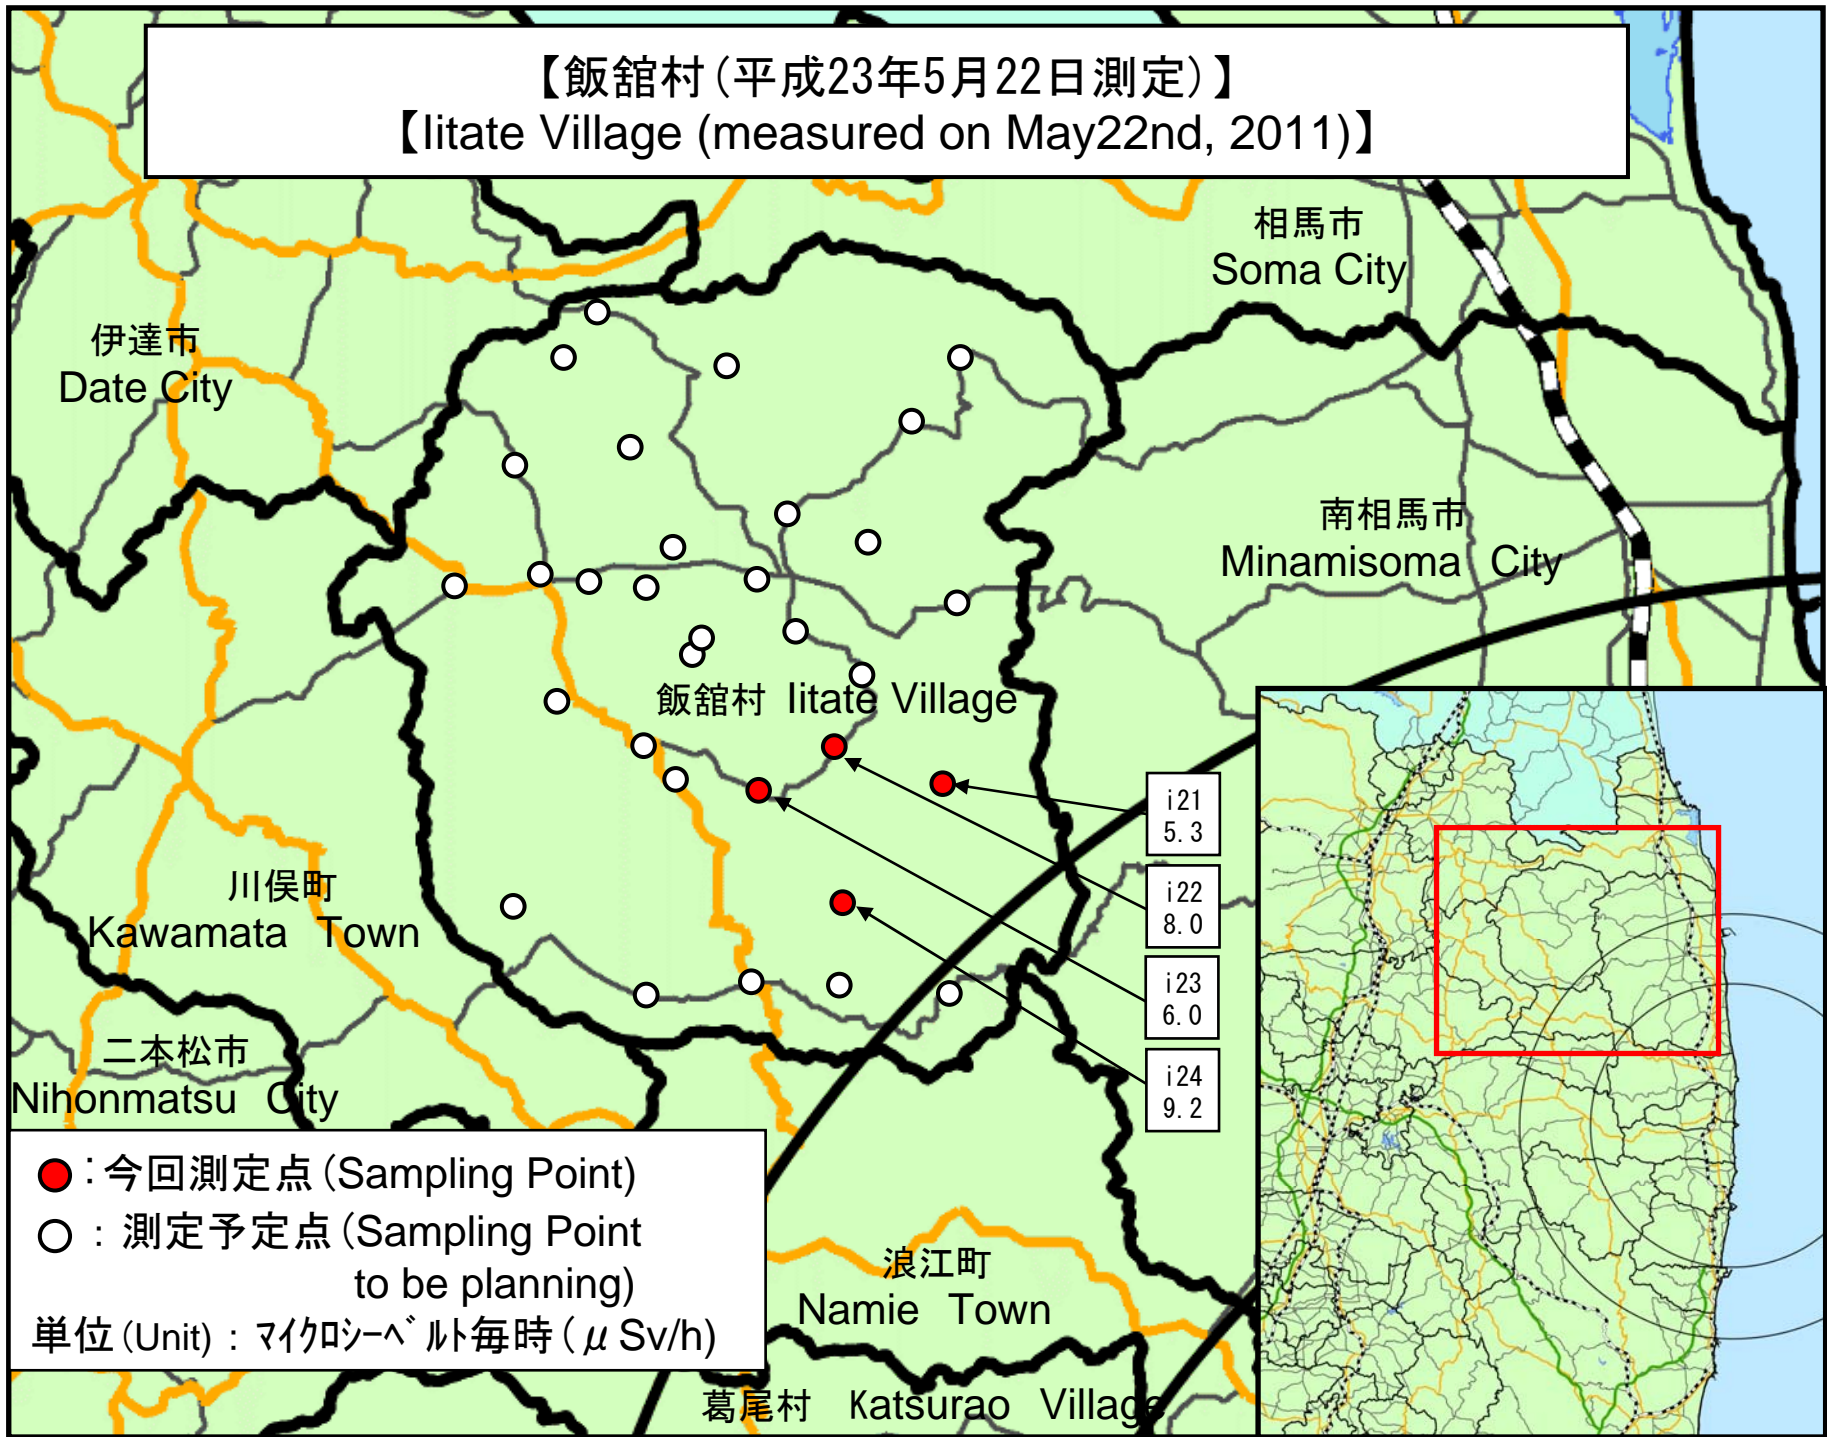 【飯舘村(平成23年5月22日測定)】
【Iitate Village (measured on May22nd, 2011)】
相馬市
Soma City
伊達市
Date City
南相馬市
Minamisoma City
飯舘村 Iitate Village
i21
5.3
i22
8.0
i23
6.0
i24
9.2
川俣町
Kawamata Town
二本松市
Nihonmatsu City
●:今回測定点(Sampling Point)
○:測定予定点(Sampling Point
to be planning)
単位(Unit):マイクロシーベルト毎時(μSv/h)
浪江町
Namie Town
葛尾村 Katsurao Village